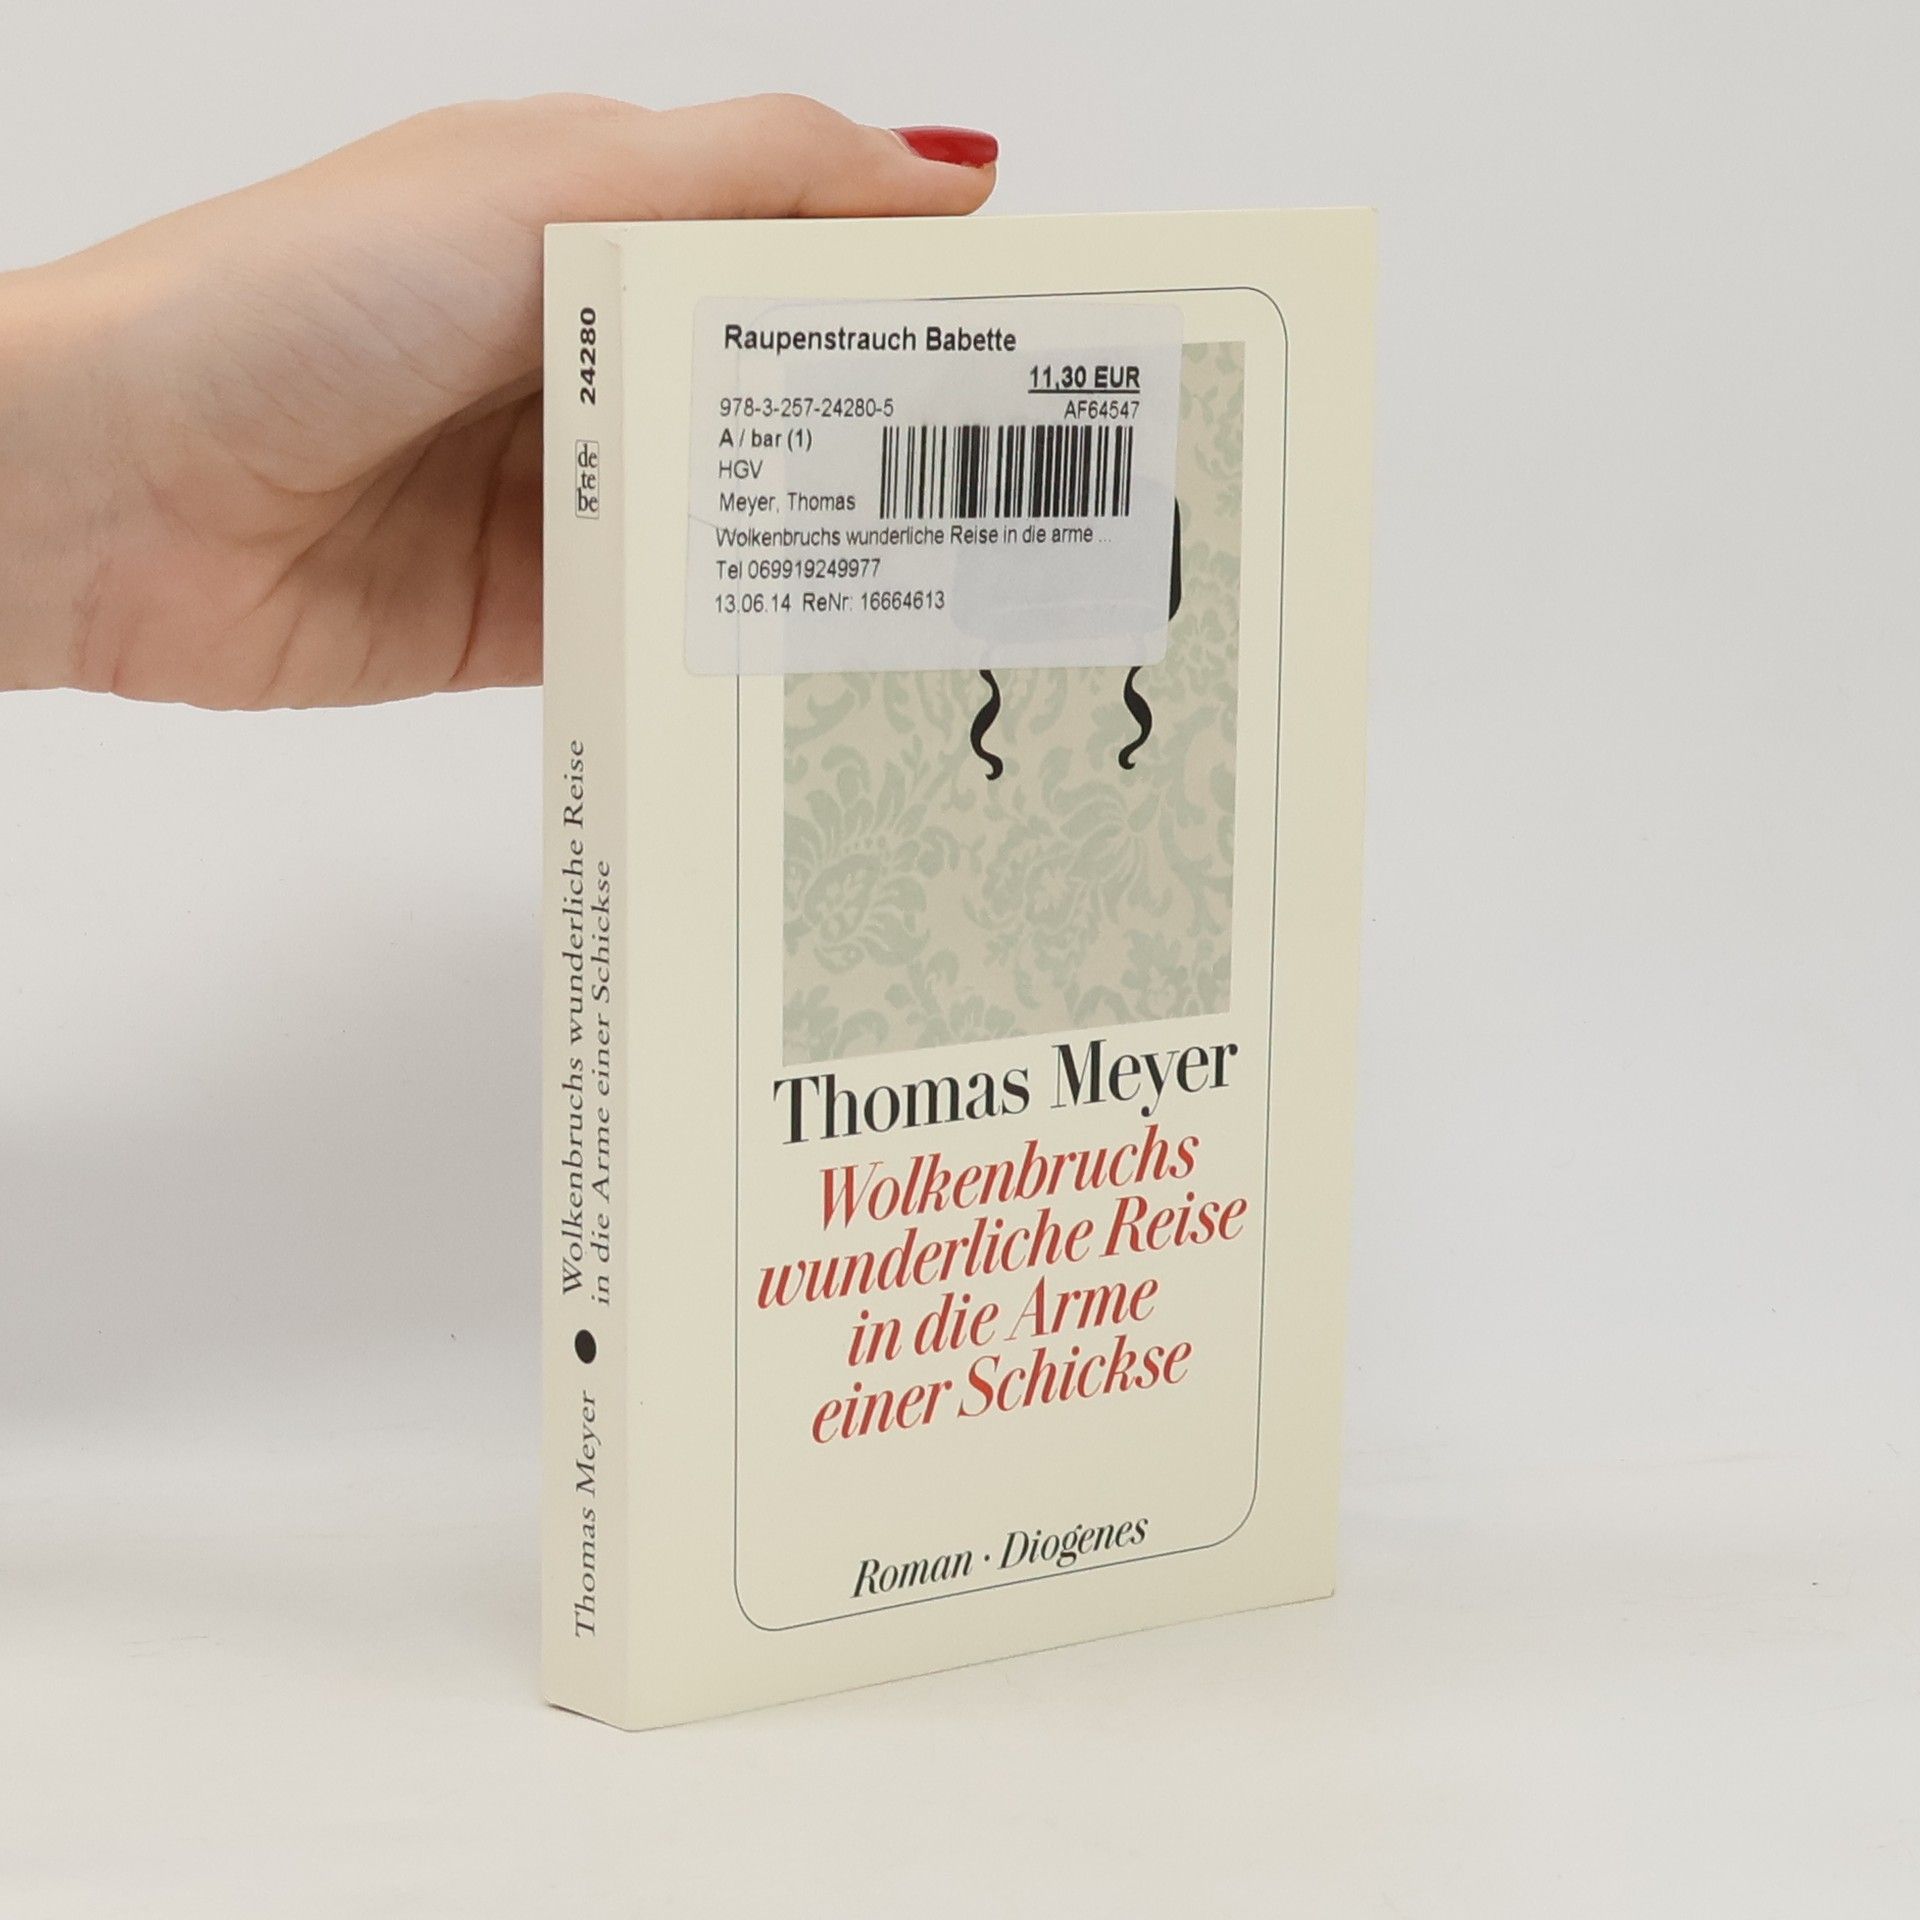 24280
de
te
be
Wolkenbruchs wunderliche Reise
in die Arme einer Schickse
Thomas Meyer
Raupenstrauch Babette
11,30 EUR
978-3-257-24280-5
AF64547
A / bar (1)
HGV
Meyer, Thomas
Wolkenbruchs wunderliche Reise in die arme ...
Tel 069919249977
13.06.14 ReNr: 16664613
Thomas Meyer
Wolkenbruchs
wunderliche Reise
in die Arme
einer Schickse
Roman · Diogenes